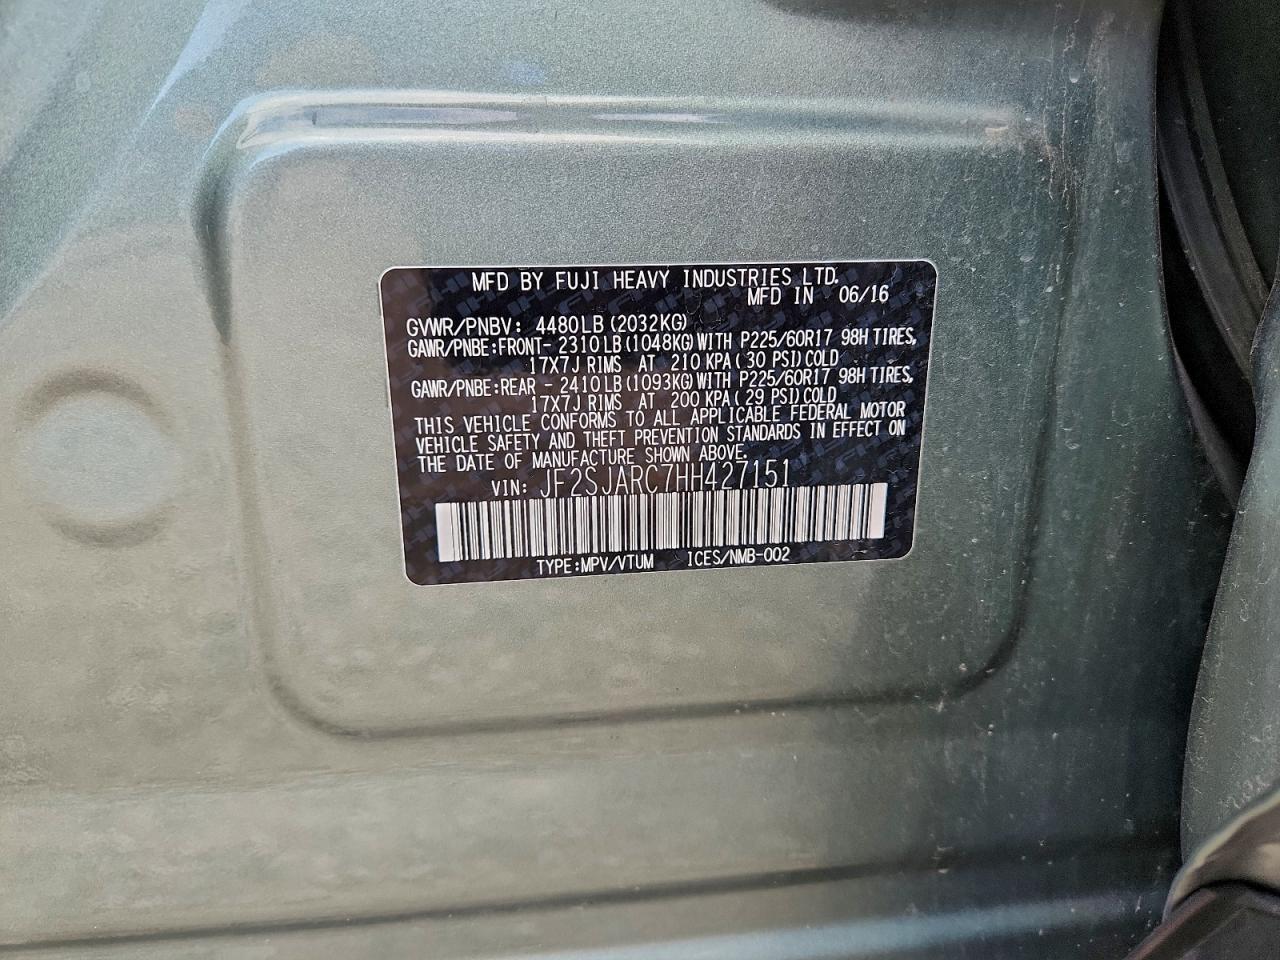 MFD BY FUJI HEAVY INDUSTRIES LTD.
MFD IN 06/16
GVWR/PNBV: 4480LB (2032KG)
GAWR/PNBE:FRONT- 2310LB (1048KG) WITH P225/60R17 98H TIRES,
17X7J RIMS AT 210 KPA (30 PSI) COLD
GAWR/PNBE:REAR - 2410LB (1093KG) WITH P225/60R17 98H TIRES,
17X7J RIMS AT 200 KPA (29 PSI) COLD
THIS VEHICLE CONFORMS TO ALL APPLICABLE FEDERAL MOTOR
VEHICLE SAFETY AND THEFT PREVENTION STANDARDS IN EFFECT ON
THE DATE OF MANUFACTURE SHOWN ABOVE.
VIN: JF2SJARC7HH427151
TYPE:MPV/VTUM ICES/NMB-002